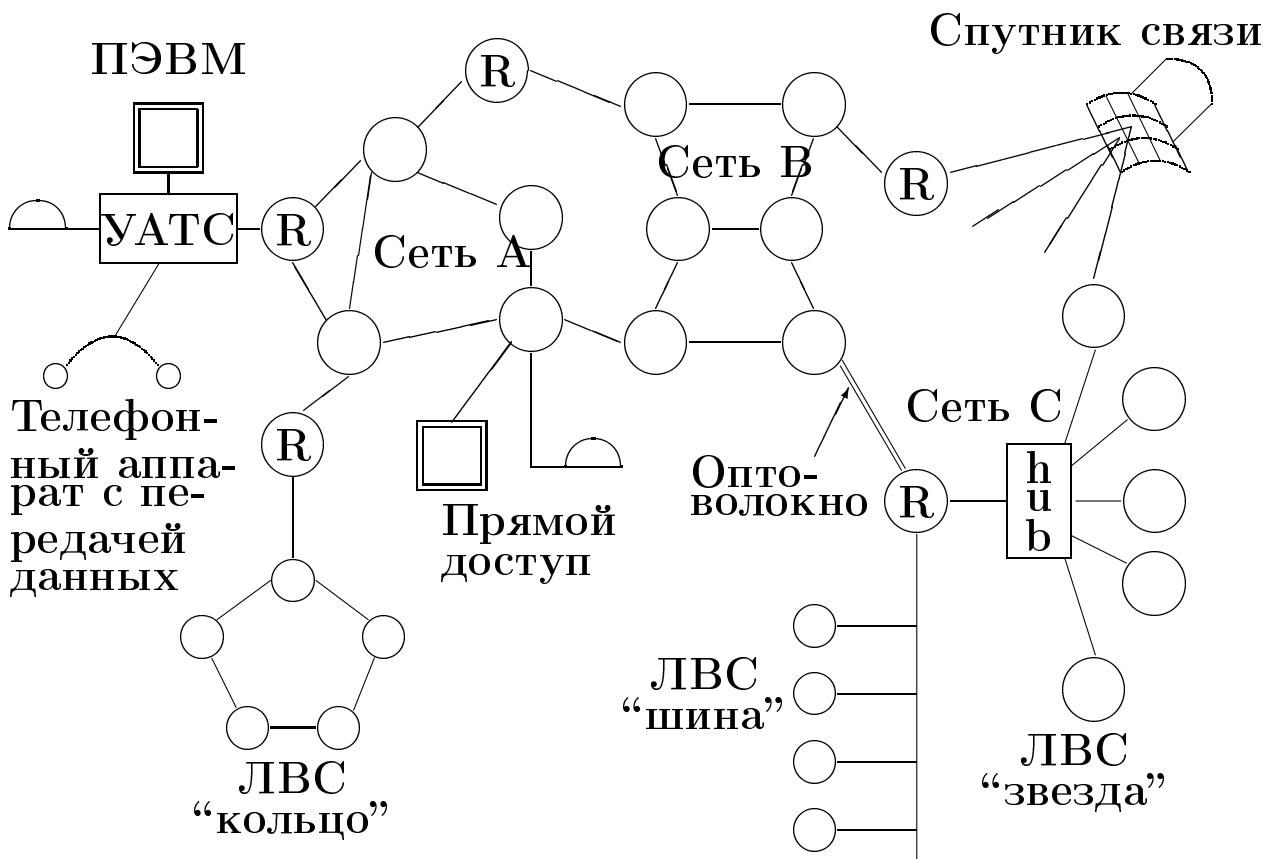 Спутник связи
ПЭВМ
R
Сеть B
R
УАТС
R
Сеть A
Телефон-
ный аппа-
рат с пе-
редачей
данных
R
Прямой
доступ
Опто-
волокно
Сеть C
R
h
u
b
ЛВС
“шина”
ЛВС
“звезда”
ЛВС
“кольцо”